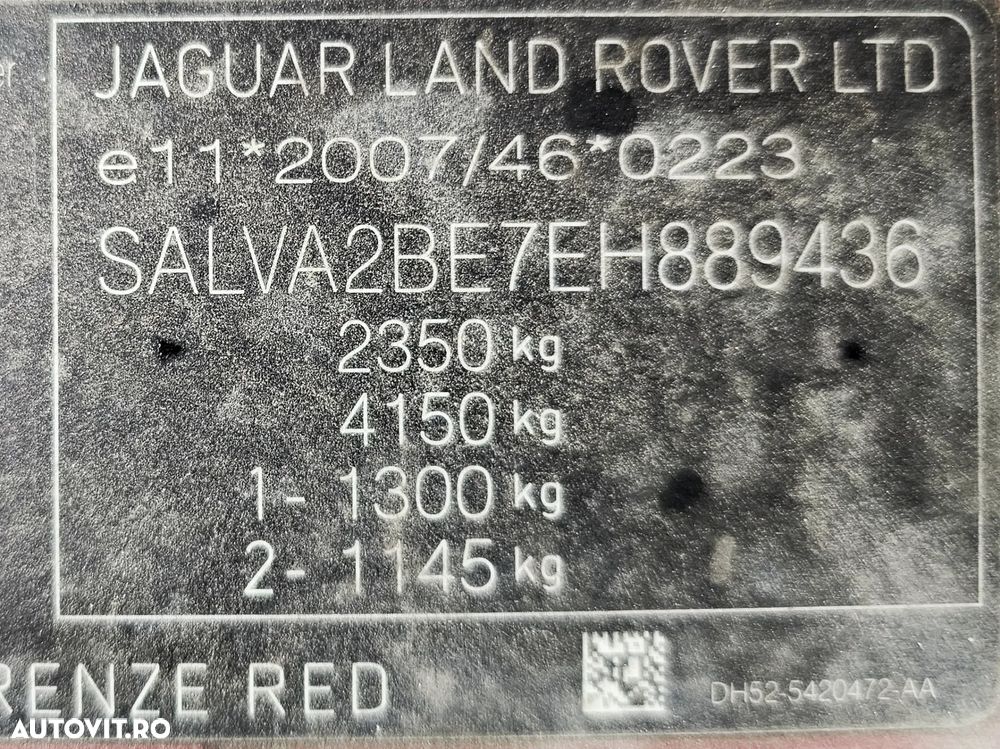 er
JAGUAR LAND ROVER LTD
e11*2007/46*0223
SALVA2BE7EH889436
2350 kg
4150 kg
1- 1300 kg
2- 1145 kg
RENZE RED
DH52-5420472-AA
AUTOVIT.RO